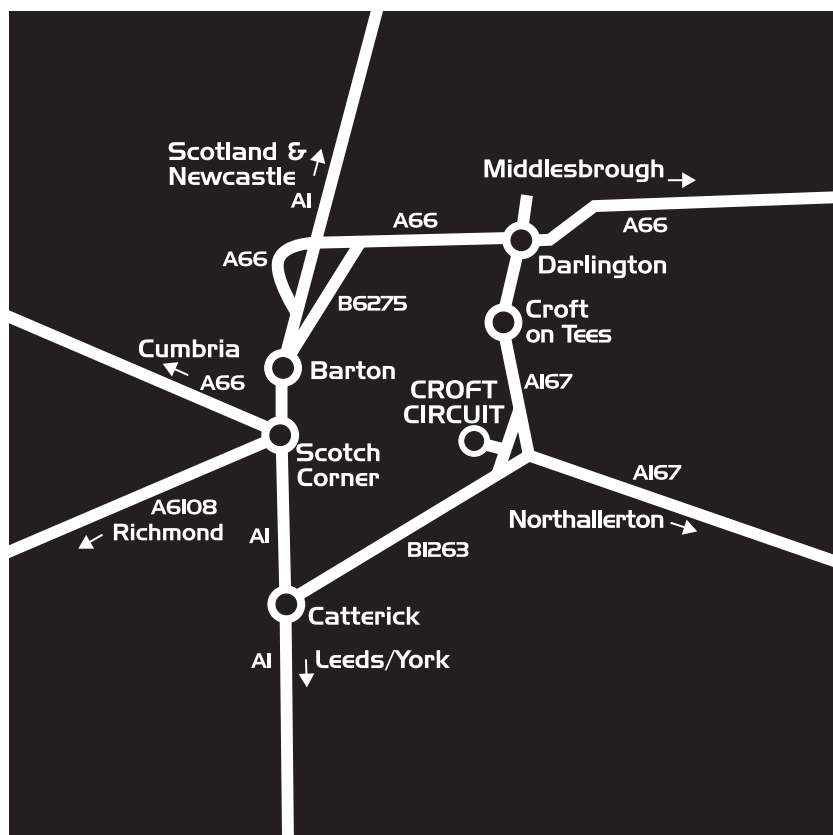 Scotland &
Newcastle
A1
Middlesbrough
A66
A66
A66
Darlington
B6275
Croft
on Tees
Cumbria
A66
Barton
A167
CROFT
CIRCUIT
Scotch
Corner
A167
A6108
Richmond
Northallerton
A1
B1263
Catterick
A1
Leeds/York